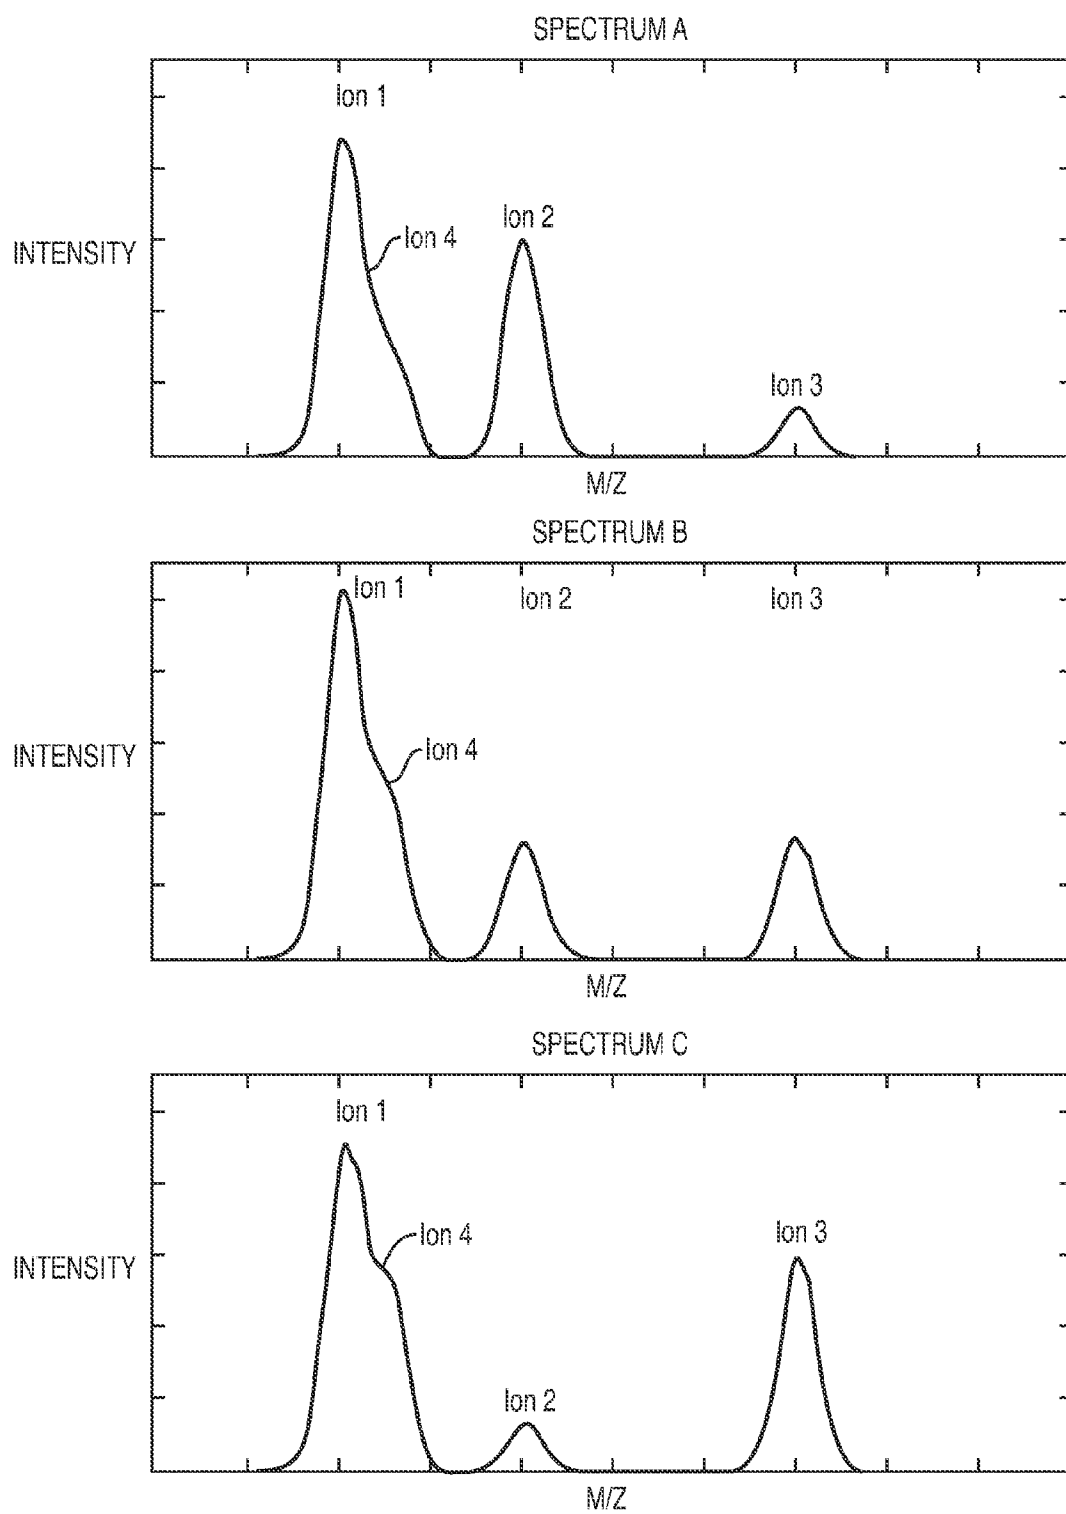 SPECTRUM A
Ion 1
Ion 2
Ion 4
INTENSITY
Ion 3
M/Z
SPECTRUM B
Ion 1
Ion 2
Ion 3
Ion 4
INTENSITY
M/Z
SPECTRUM C
Ion 1
Ion 4
Ion 3
INTENSITY
Ion 2
M/Z